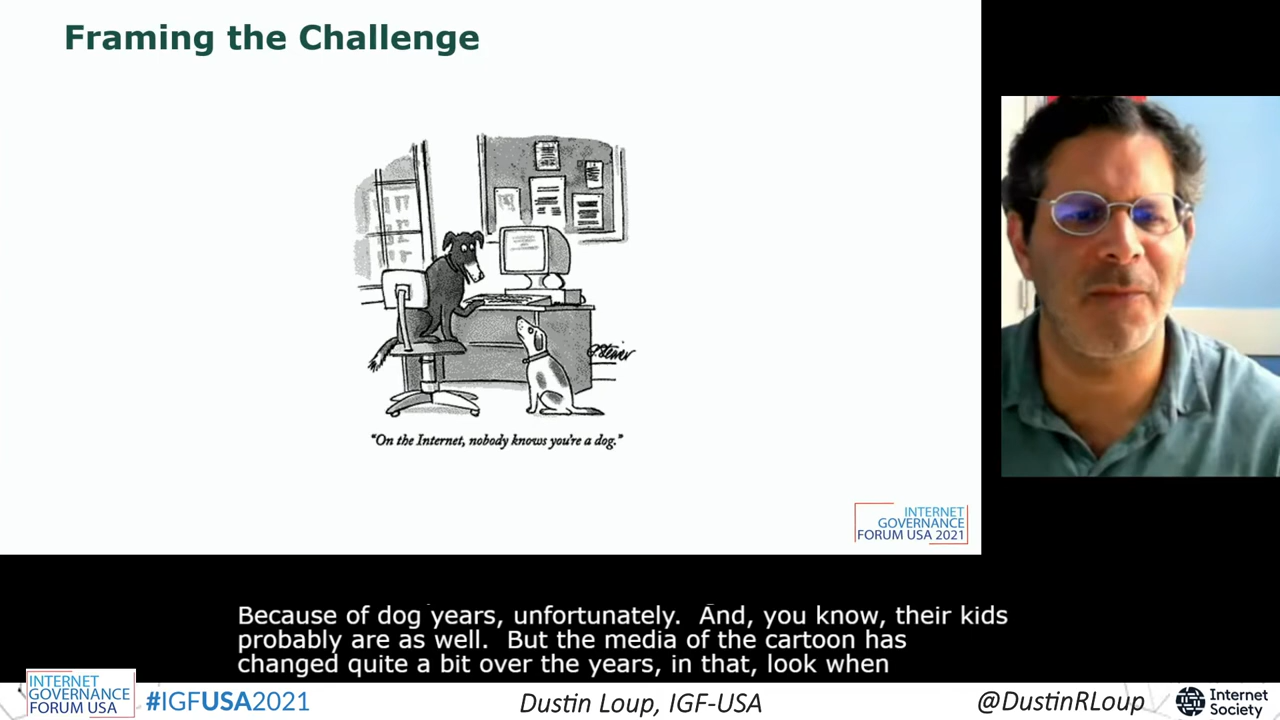 Framing the Challenge
P. Steiner
“On the Internet, nobody knows you're a dog.”
INTERNET
GOVERNANCE
FORUM USA 2021
Because of dog years, unfortunately.  And, you know, their kids
probably are as well.  But the media of the cartoon has
changed quite a bit over the years, in that, look when
INTERNET
GOVERNANCE
FORUM USA
#IGFUSA2021
Dustin Loup, IGF-USA
@DustinRLoup
Internet
Society